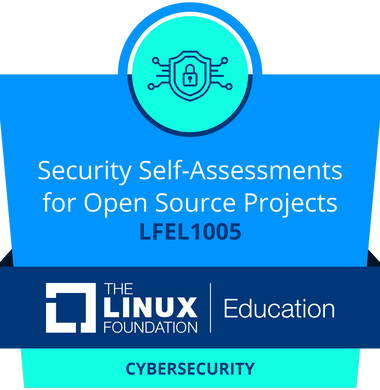 Security Self-Assessments
for Open Source Projects
LFEL1005
THE
LINUX
FOUNDATION
Education
CYBERSECURITY